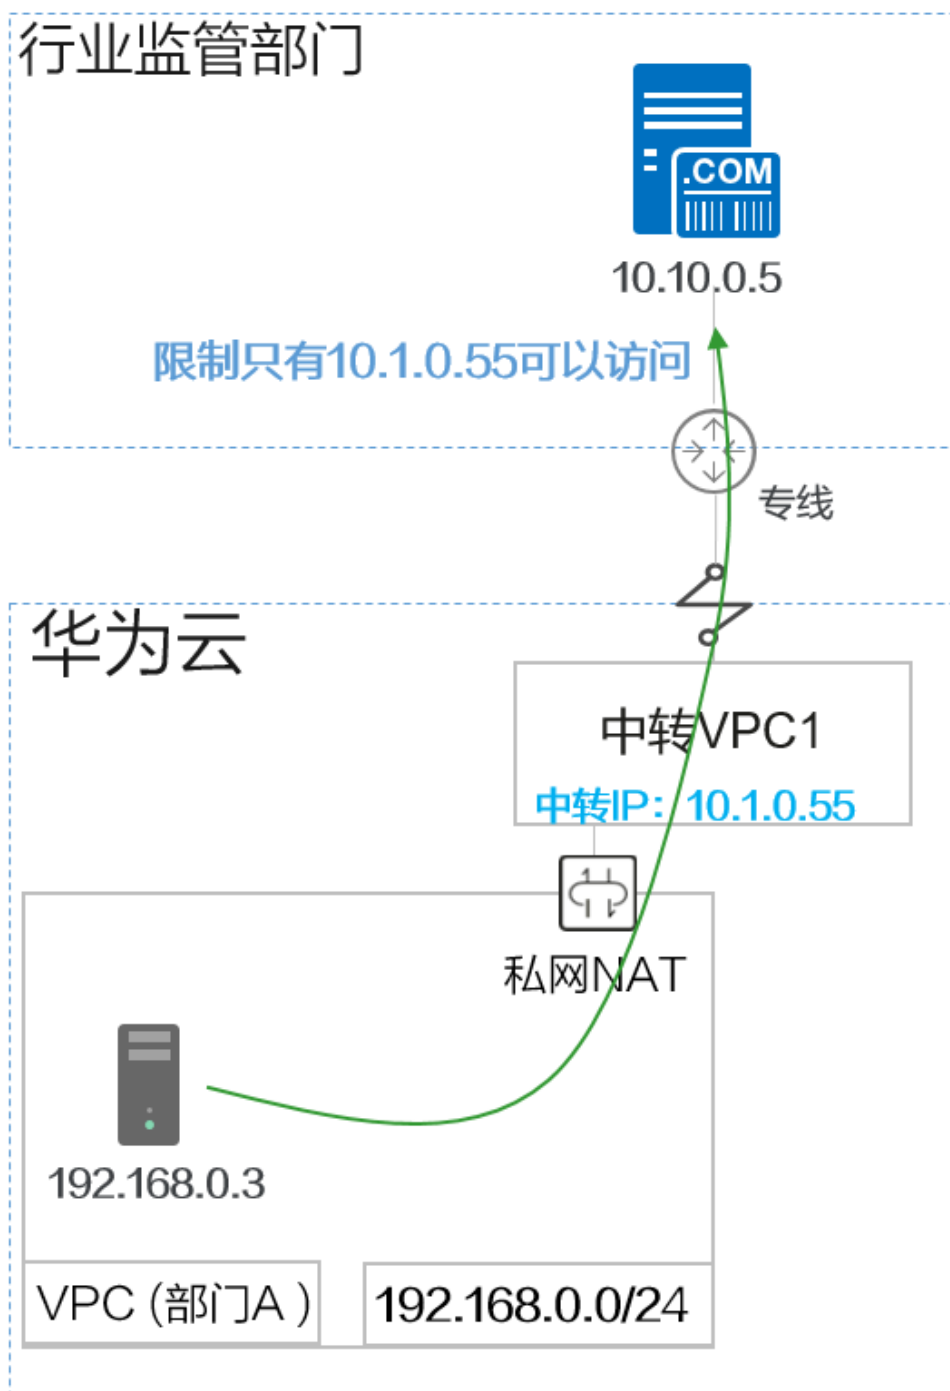 行业监管部门
.COM
10.10.0.5
限制只有10.1.0.55可以访问
专线
华为云
中转VPC1
中转IP：10.1.0.55
私网NAT
192.168.0.3
VPC (部门A )
192.168.0.0/24